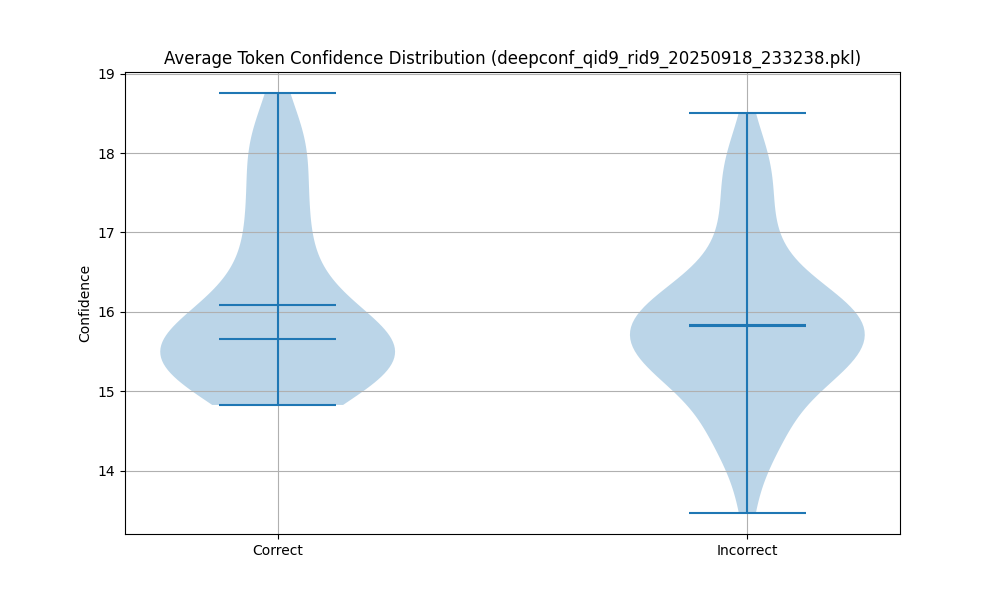 Average Token Confidence Distribution (deepconf_qid9_rid9_20250918_233238.pkl)
19
18
17
16
15
14
Confidence
Correct
Incorrect